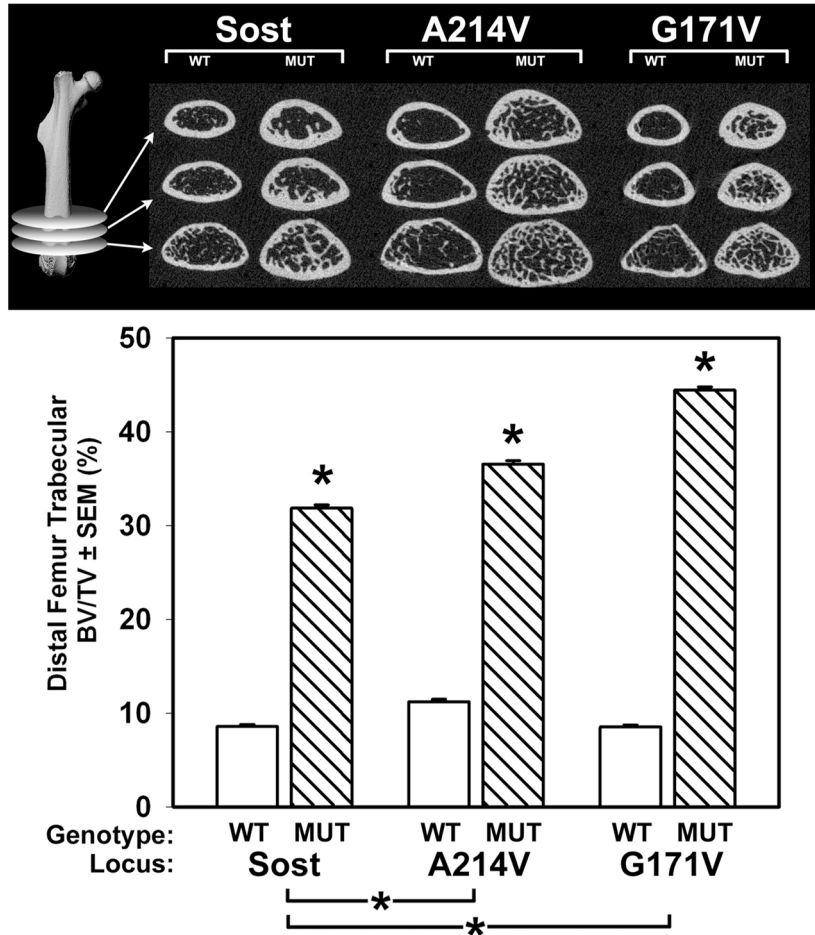 Sost A214V G171V
WT MUT WT MUT WT MUT
50
40
30
20
10
0
Distal Femur Trabecular
BV/TV ± SEM (%)
* * *
Genotype: WT MUT WT MUT WT MUT
Locus: Sost A214V G171V
*
*